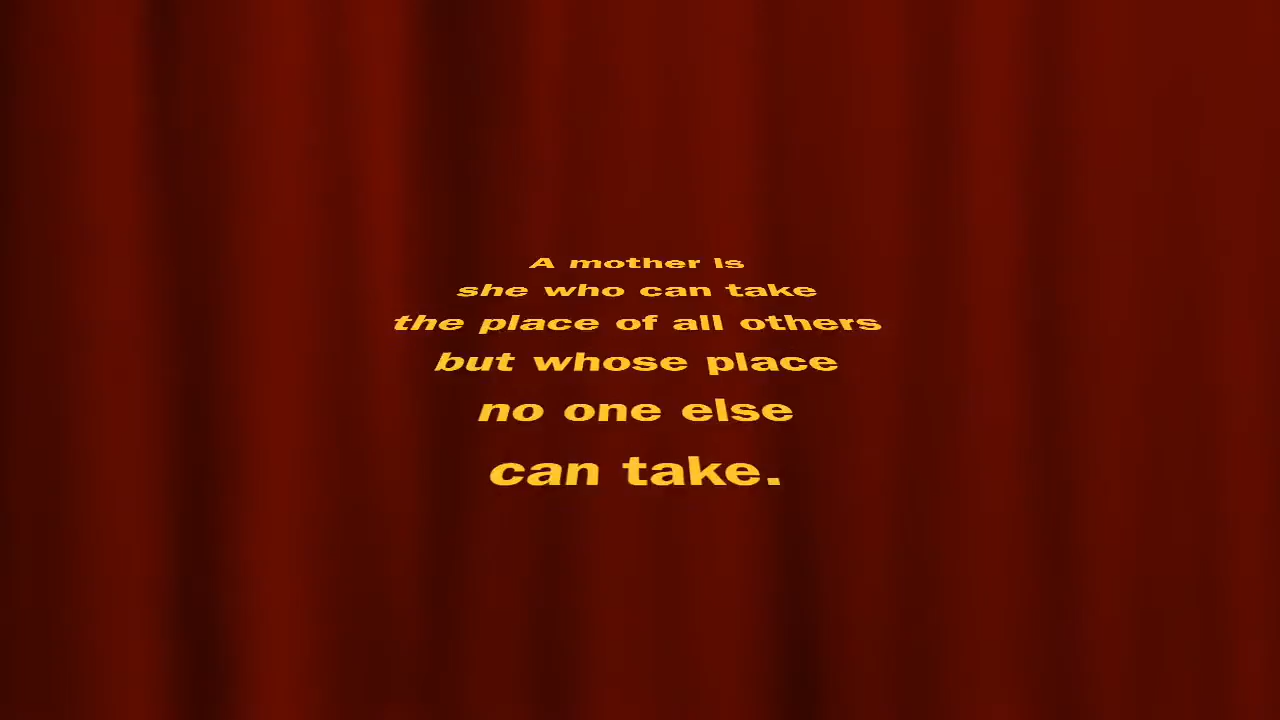 A mother is
she who can take
the place of all others
but whose place
no one else
can take.